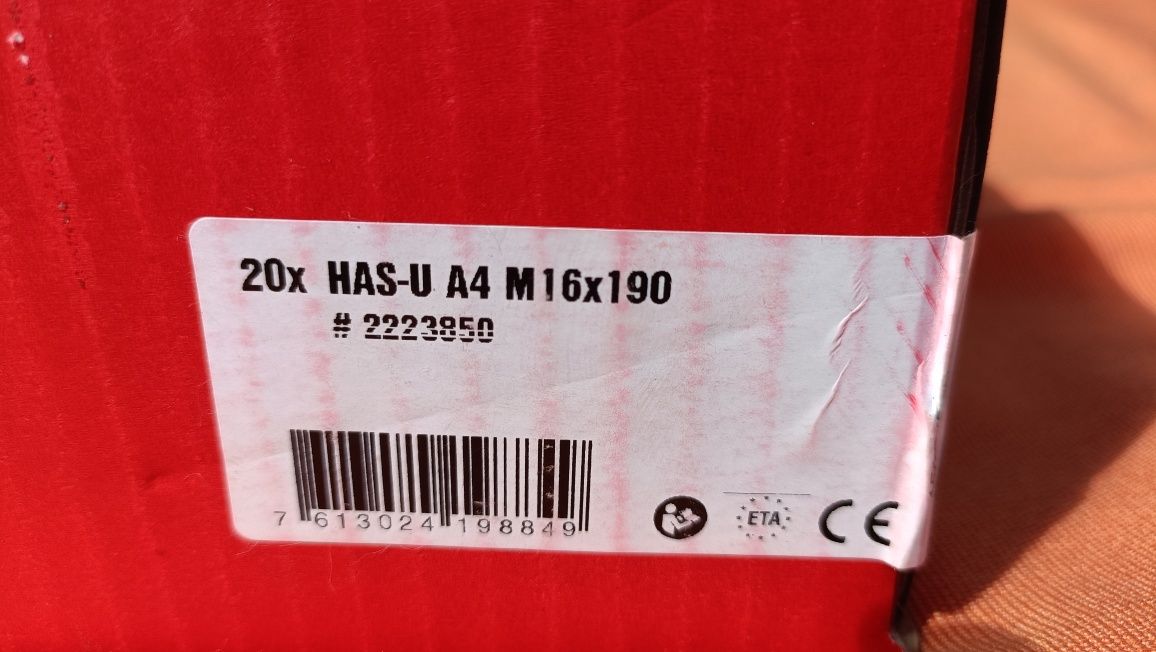 20x HAS-U A4 M16x190
# 2223850
7 613024 198849
ETA
CE